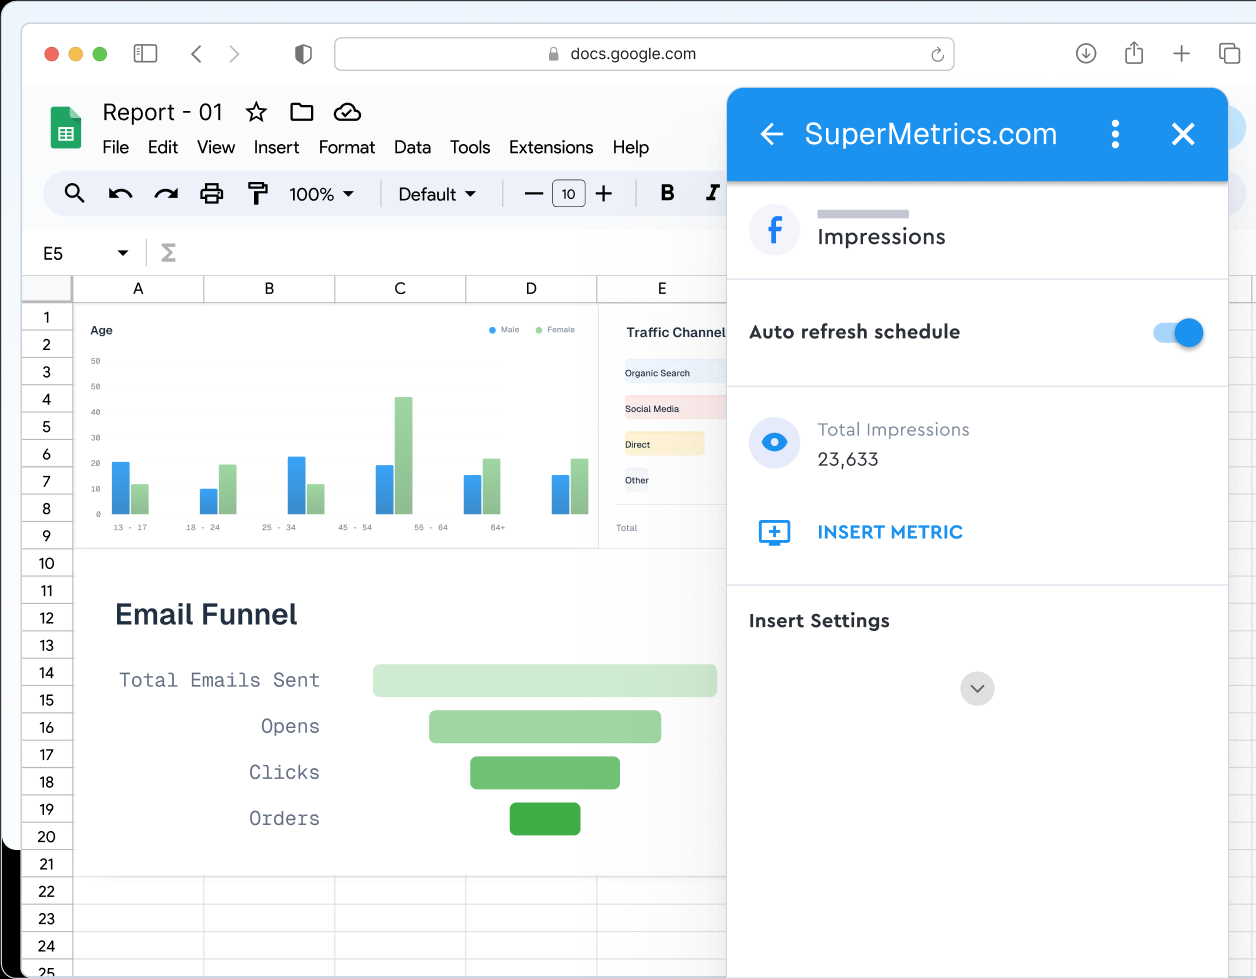 docs.google.com
Report - 01
File Edit View Insert Format Data Tools Extensions Help
100% Default 10 B I
E5 Σ
A B C D E
1
2
3
4
5
6
7
8
9
10
11
12
13
14
15
16
17
18
19
20
21
22
23
24
25
Age
Male Female
50
50
40
30
20
10
0
13 - 17 18 - 24 25 - 34 45 - 54 55 - 64 64+
Traffic Channel
Organic Search
Social Media
Direct
Other
Total
Email Funnel
Total Emails Sent
Opens
Clicks
Orders
SuperMetrics.com
f
Impressions
Auto refresh schedule
Total Impressions
23,633
INSERT METRIC
Insert Settings